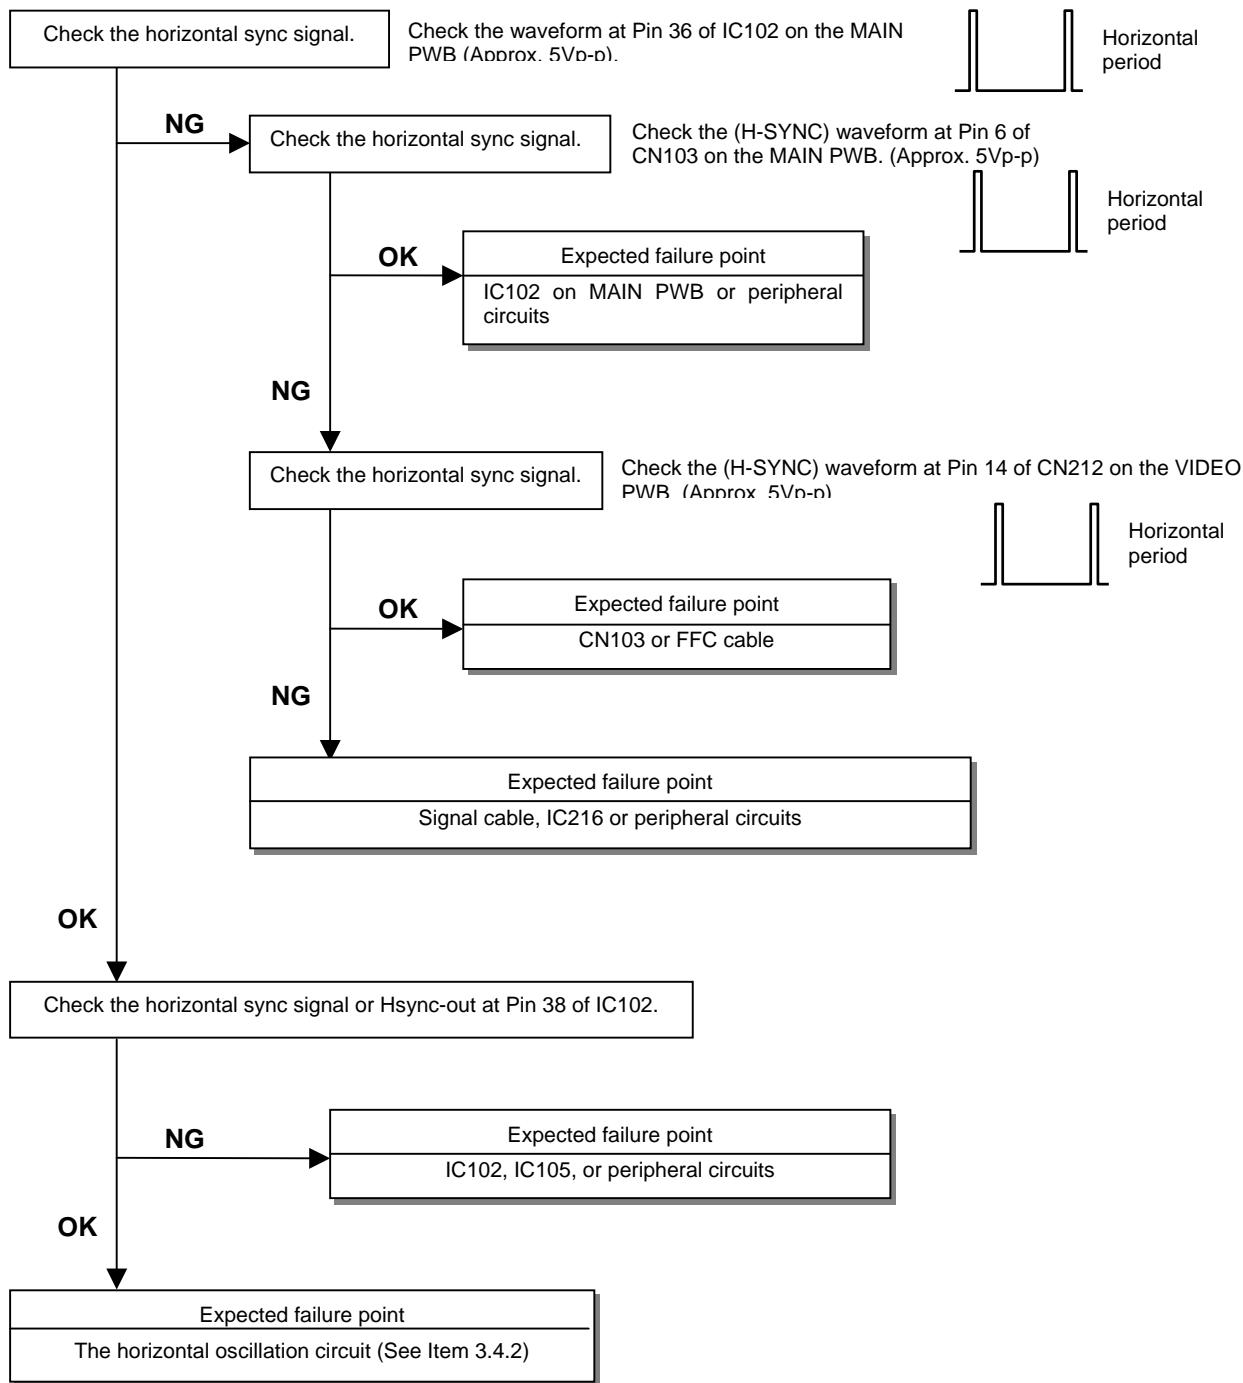 Check the horizontal sync signal.
Check the waveform at Pin 36 of IC102 on the MAIN
PWB (Approx. 5Vp-p).
Horizontal
period
NG
Check the horizontal sync signal.
Check the (H-SYNC) waveform at Pin 6 of
CN103 on the MAIN PWB. (Approx. 5Vp-p)
Horizontal
period
OK
Expected failure point
IC102 on MAIN PWB or peripheral
circuits
NG
Check the horizontal sync signal.
Check the (H-SYNC) waveform at Pin 14 of CN212 on the VIDEO
PWB. (Approx. 5Vp-p)
Horizontal
period
OK
Expected failure point
CN103 or FFC cable
NG
Expected failure point
Signal cable, IC216 or peripheral circuits
OK
Check the horizontal sync signal or Hsync-out at Pin 38 of IC102.
NG
Expected failure point
IC102, IC105, or peripheral circuits
OK
Expected failure point
The horizontal oscillation circuit (See Item 3.4.2)